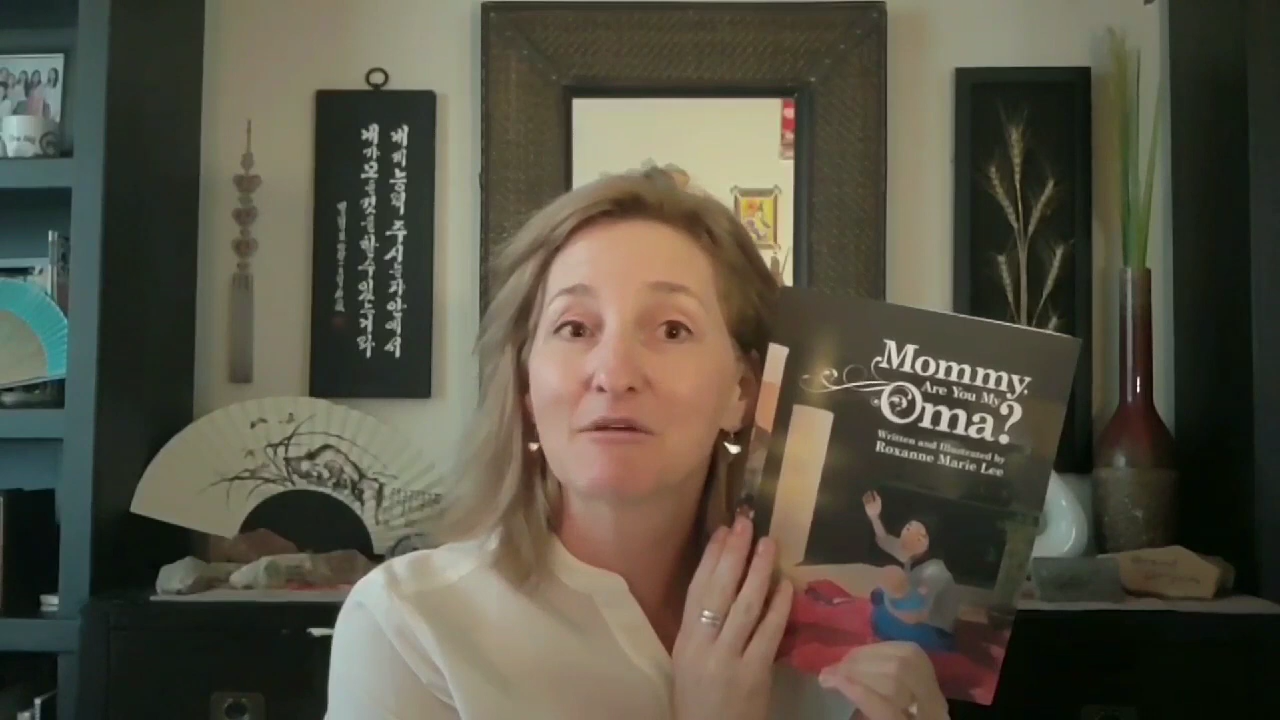 내게 능력 주시는 자 안에서
내가 모든 것을 할 수 있느니라
Mommy,
Are You My
Oma?
Written and Illustrated by
Roxanne Marie Lee